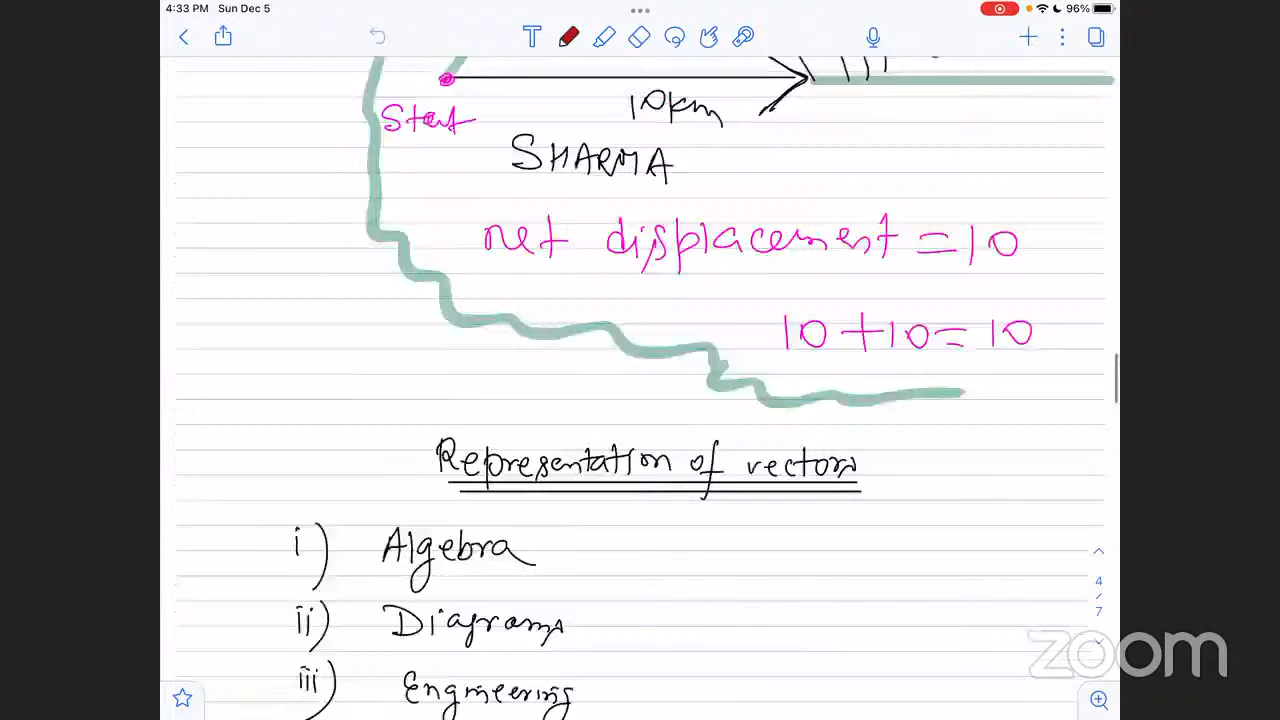 4:33 PM Sun Dec 5
96%
Start
10km
SHARMA
net displacement = 10
10 + 10 = 10
Representation of vectors
i) Algebra
ii) Diagrams
iii) Engineering
4
/
7
zoom